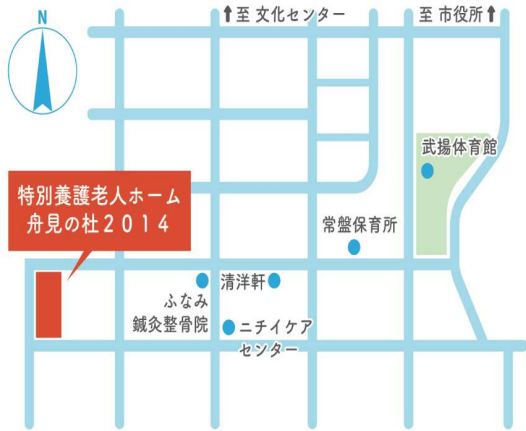 N
⬆至 文化センター
至 市役所⬆
武揚体育館
特別養護老人ホーム
舟見の杜2014
常盤保育所
清洋軒
ふなみ
鍼灸整骨院
ニチイケア
センター